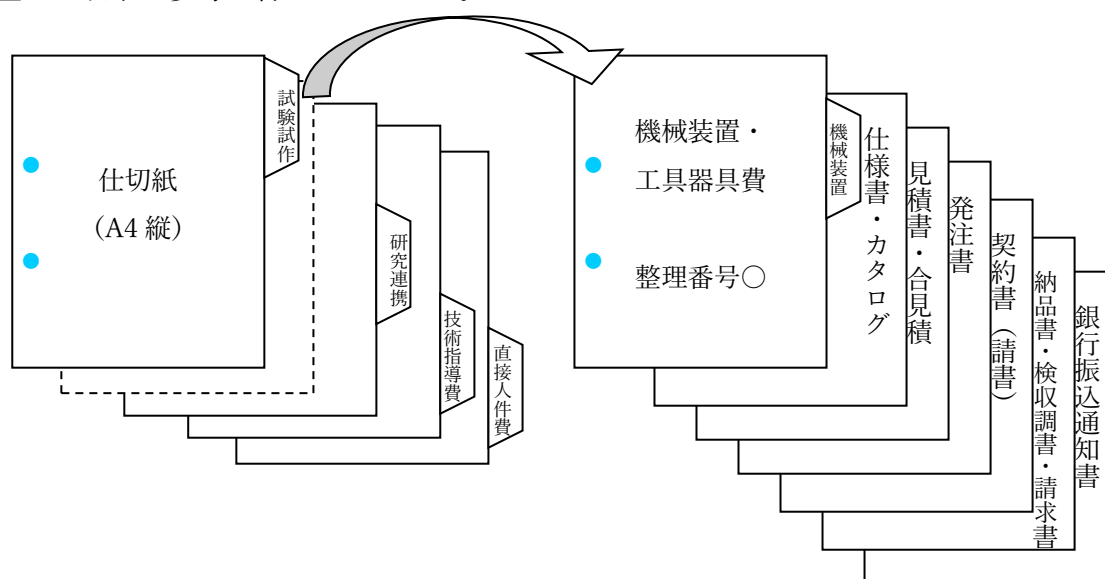 仕切紙
(A4 縦)
試験試作
研究連携
技術指導費
直接人件費
機械装置・
工具器具費
整理番号○
機械装置
仕様書・カタログ
見積書・合見積
発注書
契約書（請書）
納品書・検収調書・請求書
銀行振込通知書